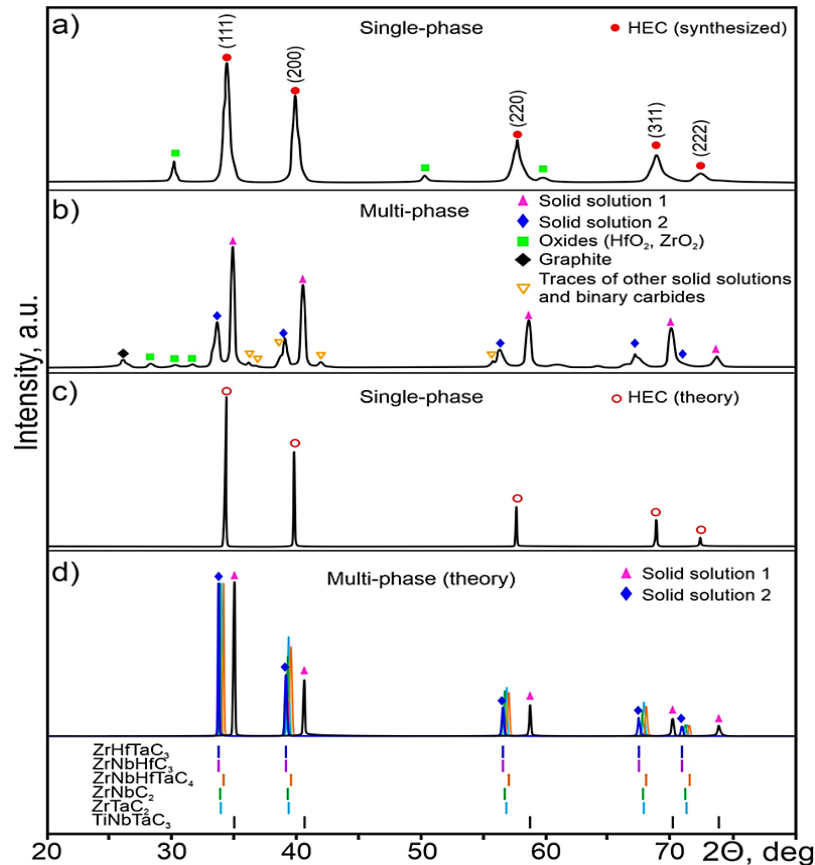 a)
Single-phase
HEC (synthesized)
(111)
(200)
(220)
(311)
(222)
b)
Multi-phase
Solid solution 1
Solid solution 2
Oxides (HfO₂, ZrO₂)
Graphite
Traces of other solid solutions
and binary carbides
Intensity, a.u.
c)
Single-phase
HEC (theory)
d)
Multi-phase (theory)
Solid solution 1
Solid solution 2
ZrHfTaC₃
ZrNbHfC₃
ZrNbHfTaC₄
ZrNbC₂
ZrTaC₂
TiNbTaC₃
20 30 40 50 60 70 2Θ, deg